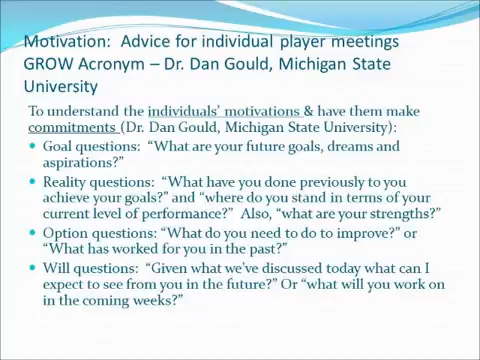 Motivation:  Advice for individual player meetings
GROW Acronym – Dr. Dan Gould, Michigan State
University
To understand the individuals' motivations & have them make
commitments (Dr. Dan Gould, Michigan State University):
Goal questions:  "What are your future goals, dreams and
aspirations?"
Reality questions:  "What have you done previously to you
achieve your goals?" and "where do you stand in terms of your
current level of performance?"  Also, "what are your strengths?"
Option questions: "What do you need to do to improve?" or
"What has worked for you in the past?"
Will questions:  "Given what we've discussed today what can I
expect to see from you in the future?" Or "what will you work on
in the coming weeks?"